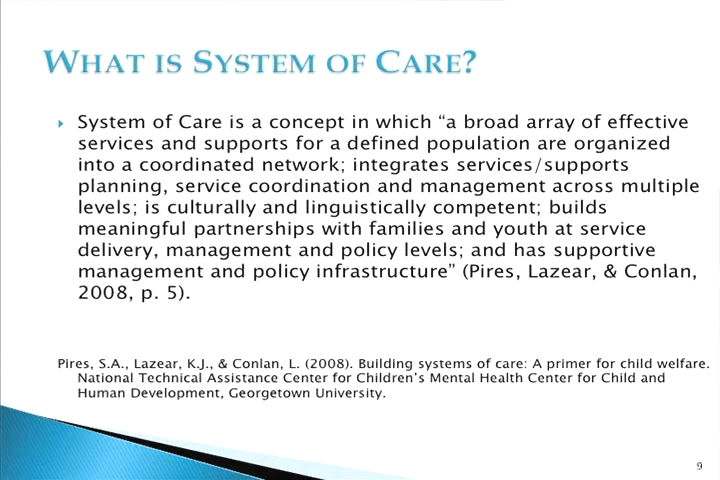 WHAT IS SYSTEM OF CARE?
System of Care is a concept in which “a broad array of effective
services and supports for a defined population are organized
into a coordinated network; integrates services/supports
planning, service coordination and management across multiple
levels; is culturally and linguistically competent; builds
meaningful partnerships with families and youth at service
delivery, management and policy levels; and has supportive
management and policy infrastructure” (Pires, Lazear, & Conlan,
2008, p. 5).
Pires, S.A., Lazear, K.J., & Conlan, L. (2008). Building systems of care: A primer for child welfare.
National Technical Assistance Center for Children’s Mental Health Center for Child and
Human Development, Georgetown University.
9